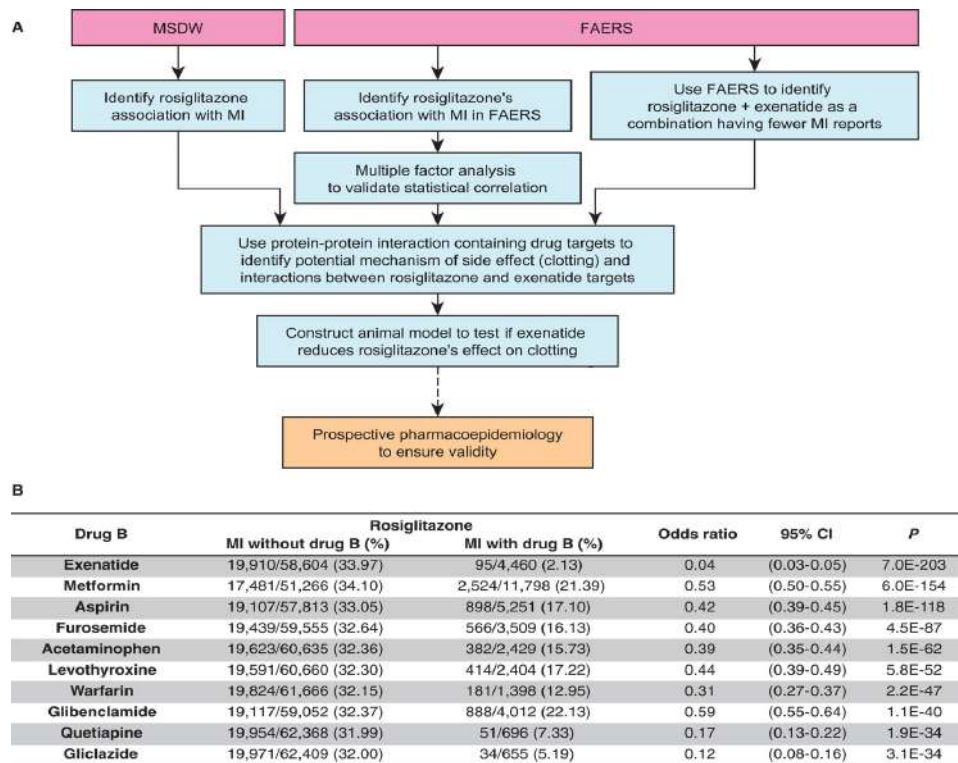 A
MSDW
FAERS
Identify rosiglitazone
association with MI
Identify rosiglitazone's
association with MI in FAERS
Use FAERS to identify
rosiglitazone + exenatide as a
combination having fewer MI reports
Multiple factor analysis
to validate statistical correlation
Use protein-protein interaction containing drug targets to
identify potential mechanism of side effect (clotting) and
interactions between rosiglitazone and exenatide targets
Construct animal model to test if exenatide
reduces rosiglitazone's effect on clotting
Prospective pharmacoepidemiology
to ensure validity
B
Drug B Rosiglitazone Odds ratio 95% CI P
MI without drug B (%) MI with drug B (%)
Exenatide 19,910/58,604 (33.97) 95/4,460 (2.13) 0.04 (0.03-0.05) 7.0E-203
Metformin 17,481/51,266 (34.10) 2,524/11,798 (21.39) 0.53 (0.50-0.55) 6.0E-154
Aspirin 19,107/57,813 (33.05) 898/5,251 (17.10) 0.42 (0.39-0.45) 1.8E-118
Furosemide 19,439/59,555 (32.64) 566/3,509 (16.13) 0.40 (0.36-0.43) 4.5E-87
Acetaminophen 19,623/60,635 (32.36) 382/2,429 (15.73) 0.39 (0.35-0.44) 1.5E-62
Levothyroxine 19,591/60,660 (32.30) 414/2,404 (17.22) 0.44 (0.39-0.49) 5.8E-52
Warfarin 19,824/61,666 (32.15) 181/1,398 (12.95) 0.31 (0.27-0.37) 2.2E-47
Glibenclamide 19,117/59,052 (32.37) 888/4,012 (22.13) 0.59 (0.55-0.64) 1.1E-40
Quetiapine 19,954/62,368 (31.99) 51/696 (7.33) 0.17 (0.13-0.22) 1.9E-34
Gliclazide 19,971/62,409 (32.00) 34/655 (5.19) 0.12 (0.08-0.16) 3.1E-34